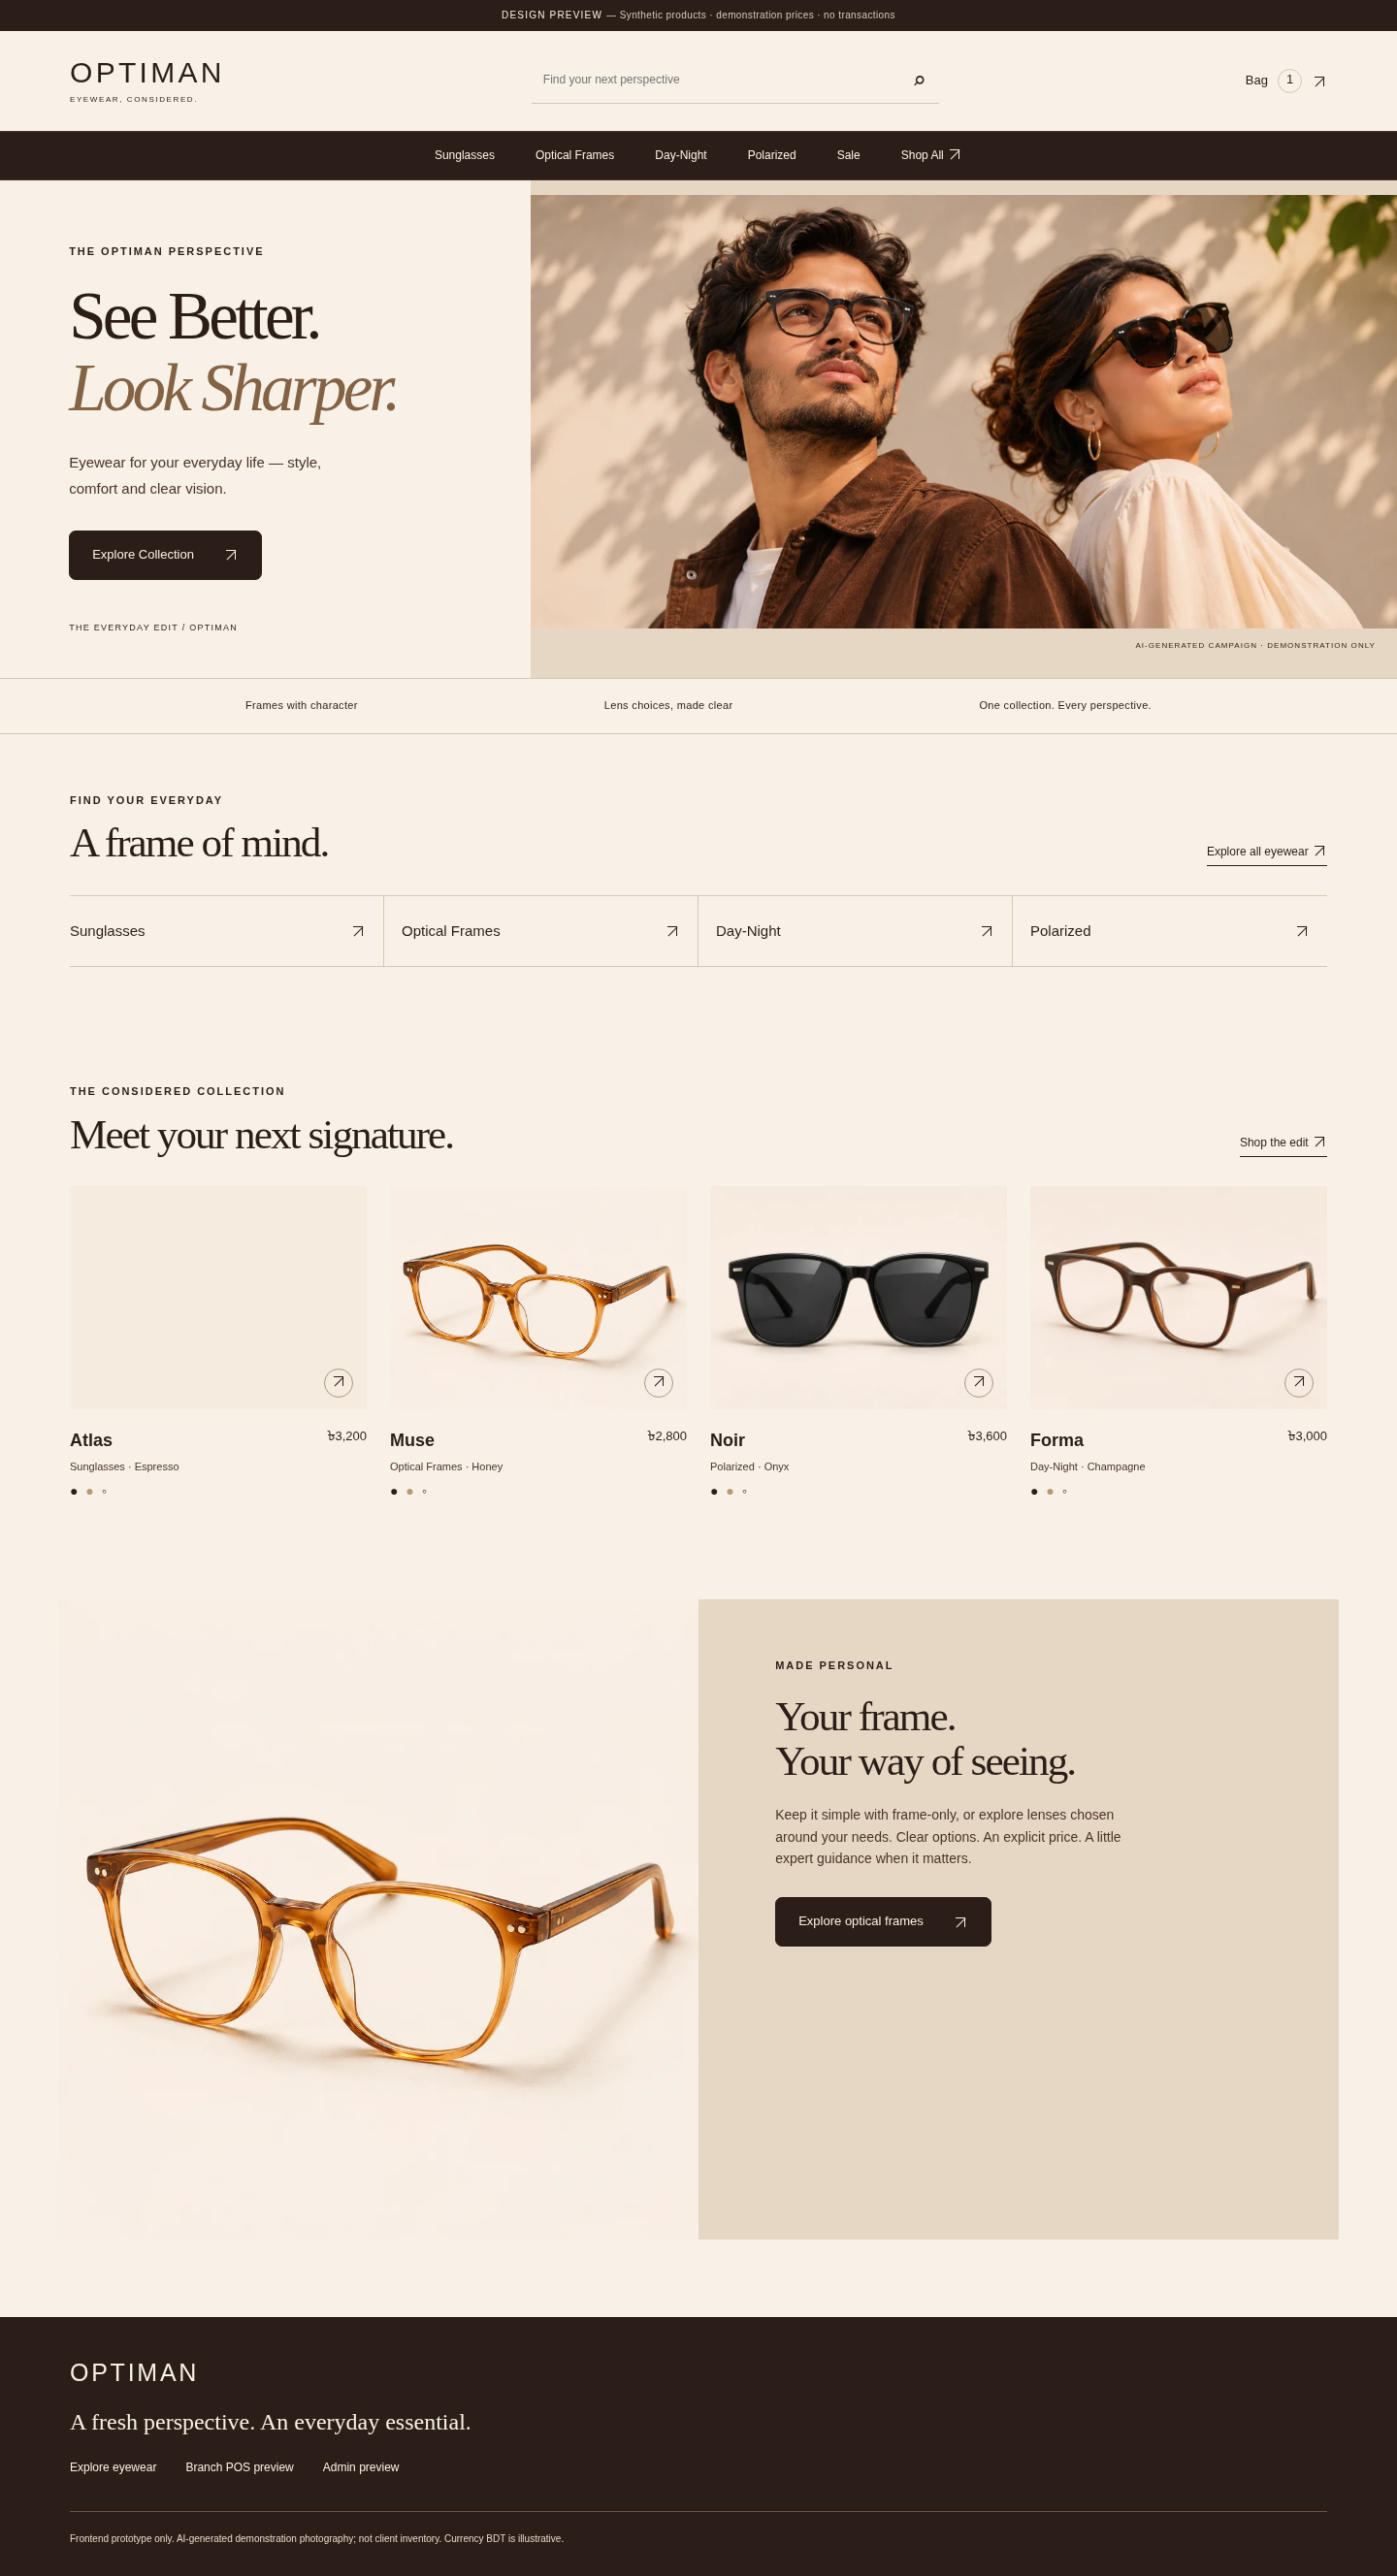 DESIGN PREVIEW — Synthetic products · demonstration prices · no transactions
OPTIMAN
EYEWEAR, CONSIDERED.
Find your next perspective
Bag 1
Sunglasses Optical Frames Day-Night Polarized Sale Shop All
THE OPTIMAN PERSPECTIVE
See Better.
Look Sharper.
Eyewear for your everyday life — style,
comfort and clear vision.
Explore Collection
THE EVERYDAY EDIT / OPTIMAN
AI-GENERATED CAMPAIGN · DEMONSTRATION ONLY
Frames with character Lens choices, made clear One collection. Every perspective.
FIND YOUR EVERYDAY
A frame of mind.
Explore all eyewear
Sunglasses Optical Frames Day-Night Polarized
THE CONSIDERED COLLECTION
Meet your next signature.
Shop the edit
Atlas ৳3,200
Sunglasses · Espresso
Muse ৳2,800
Optical Frames · Honey
Noir ৳3,600
Polarized · Onyx
Forma ৳3,000
Day-Night · Champagne
MADE PERSONAL
Your frame.
Your way of seeing.
Keep it simple with frame-only, or explore lenses chosen
around your needs. Clear options. An explicit price. A little
expert guidance when it matters.
Explore optical frames
OPTIMAN
A fresh perspective. An everyday essential.
Explore eyewear Branch POS preview Admin preview
Frontend prototype only. AI-generated demonstration photography; not client inventory. Currency BDT is illustrative.